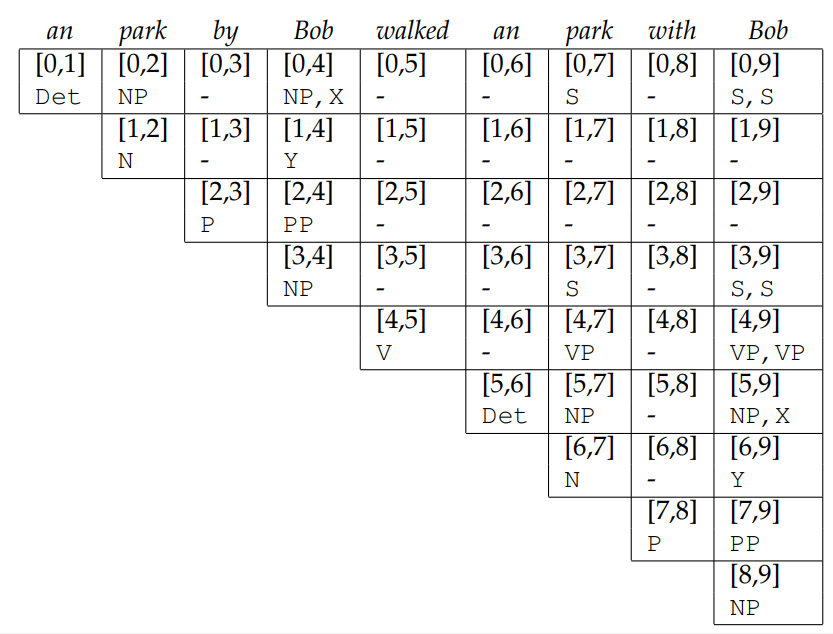 an park by Bob walked an park with Bob
[0,1] [0,2] [0,3] [0,4] [0,5] [0,6] [0,7] [0,8] [0,9]
Det NP - NP, X - - S - S, S
[1,2] [1,3] [1,4] [1,5] [1,6] [1,7] [1,8] [1,9]
N - Y - - - - -
[2,3] [2,4] [2,5] [2,6] [2,7] [2,8] [2,9]
P PP - - - - -
[3,4] [3,5] [3,6] [3,7] [3,8] [3,9]
NP - - S - S, S
[4,5] [4,6] [4,7] [4,8] [4,9]
V - VP - VP, VP
[5,6] [5,7] [5,8] [5,9]
Det NP - NP, X
[6,7] [6,8] [6,9]
N - Y
[7,8] [7,9]
P PP
[8,9]
NP